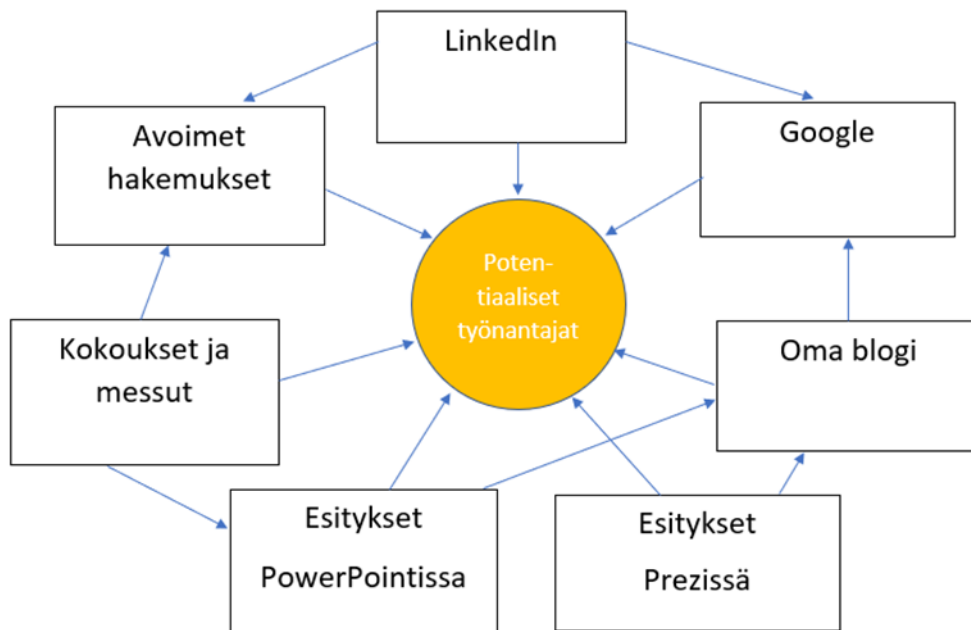 LinkedIn
Avoimet
hakemukset
Google
Poten-
tiaaliset
työnantajat
Kokoukset ja
messut
Oma blogi
Esitykset
PowerPointissa
Esitykset
Prezissä